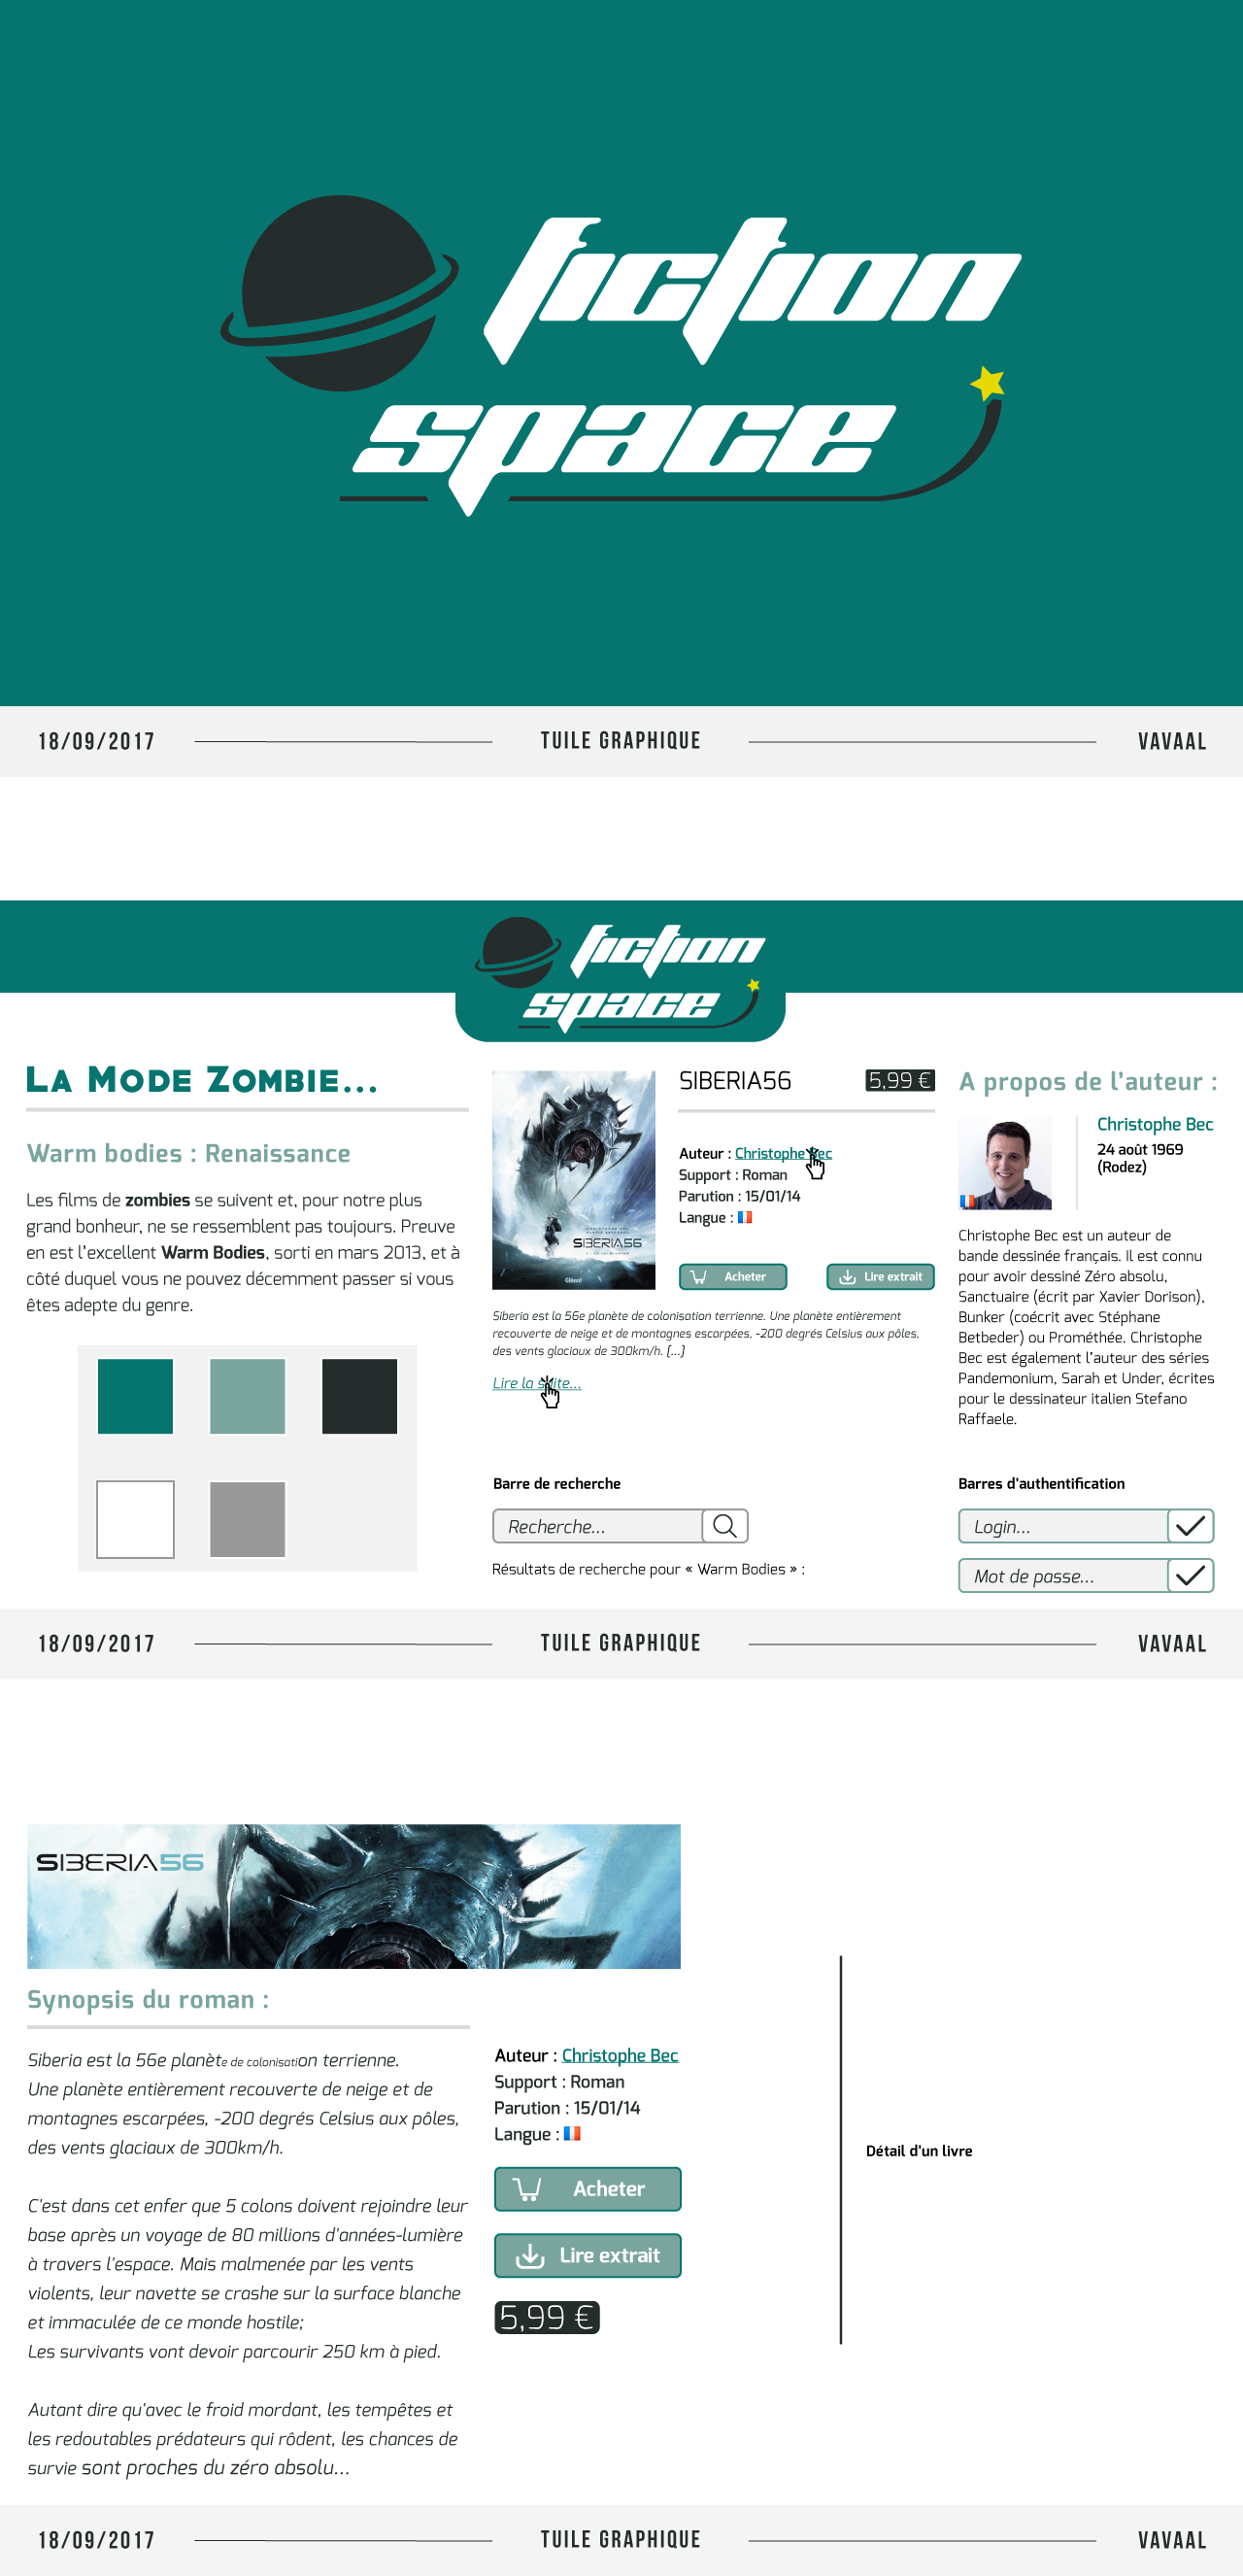 fiction
space
18/09/2017
TUILE GRAPHIQUE
VAVAAL
fiction
space
La Mode Zombie...
Warm bodies : Renaissance
Les films de zombies se suivent et, pour notre plus
grand bonheur, ne se ressemblent pas toujours. Preuve
en est l'excellent Warm Bodies, sorti en mars 2013, et à
côté duquel vous ne pouvez décemment passer si vous
êtes adepte du genre.
SIBERIA56
Glénat
SIBERIA56
5,99 €
Auteur : Christophe Bec
Support : Roman
Parution : 15/01/14
Langue :
Acheter
Lire extrait
Siberia est la 56e planète de colonisation terrienne. Une planète entièrement
recouverte de neige et de montagnes escarpées, -200 degrés Celsius aux pôles,
des vents glaciaux de 300km/h. [...]
Lire la suite...
A propos de l'auteur :
Christophe Bec
24 août 1969
(Rodez)
Christophe Bec est un auteur de
bande dessinée français. Il est connu
pour avoir dessiné Zéro absolu,
Sanctuaire (écrit par Xavier Dorison),
Bunker (coécrit avec Stéphane
Betbeder) ou Prométhée. Christophe
Bec est également l'auteur des séries
Pandemonium, Sarah et Under, écrites
pour le dessinateur italien Stefano
Raffaele.
Barre de recherche
Recherche...
Résultats de recherche pour « Warm Bodies » :
Barres d'authentification
Login...
Mot de passe...
18/09/2017
TUILE GRAPHIQUE
VAVAAL
SIBERIA56
Synopsis du roman :
Siberia est la 56e planète de colonisation terrienne.
Une planète entièrement recouverte de neige et de
montagnes escarpées, -200 degrés Celsius aux pôles,
des vents glaciaux de 300km/h.
C'est dans cet enfer que 5 colons doivent rejoindre leur
base après un voyage de 80 millions d'années-lumière
à travers l'espace. Mais malmenée par les vents
violents, leur navette se crashe sur la surface blanche
et immaculée de ce monde hostile;
Les survivants vont devoir parcourir 250 km à pied.
Autant dire qu'avec le froid mordant, les tempêtes et
les redoutables prédateurs qui rôdent, les chances de
survie sont proches du zéro absolu...
Auteur : Christophe Bec
Support : Roman
Parution : 15/01/14
Langue :
Acheter
Lire extrait
5,99 €
Détail d'un livre
18/09/2017
TUILE GRAPHIQUE
VAVAAL